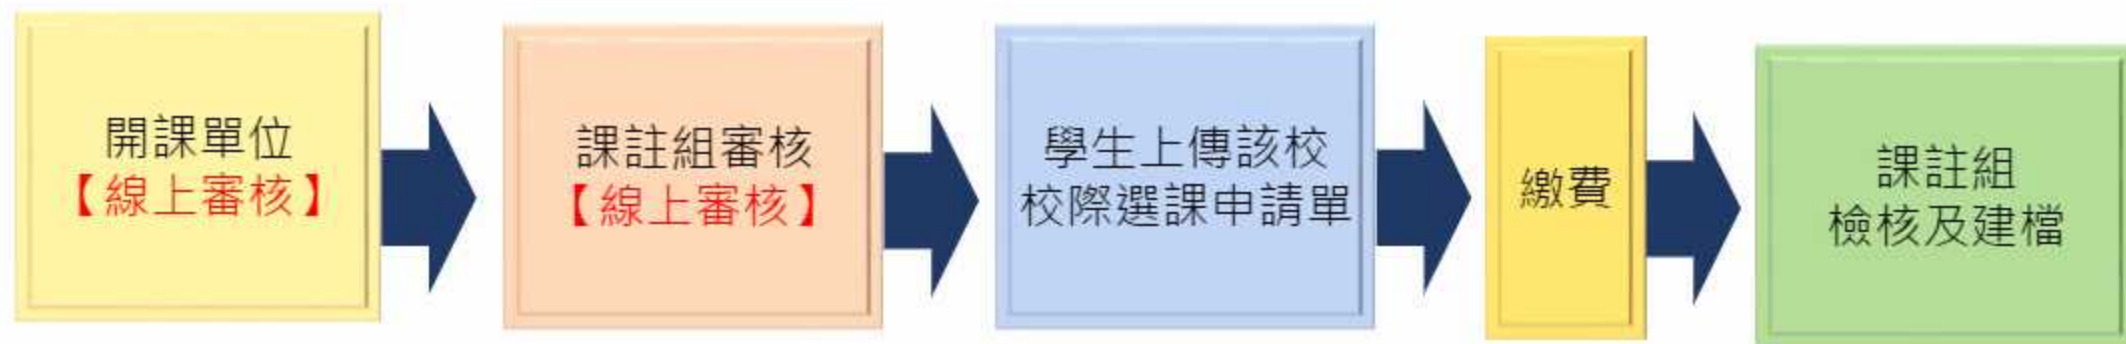 開課單位
【線上審核】
課註組審核
【線上審核】
學生上傳該校
校際選課申請單
繳費
課註組
檢核及建檔